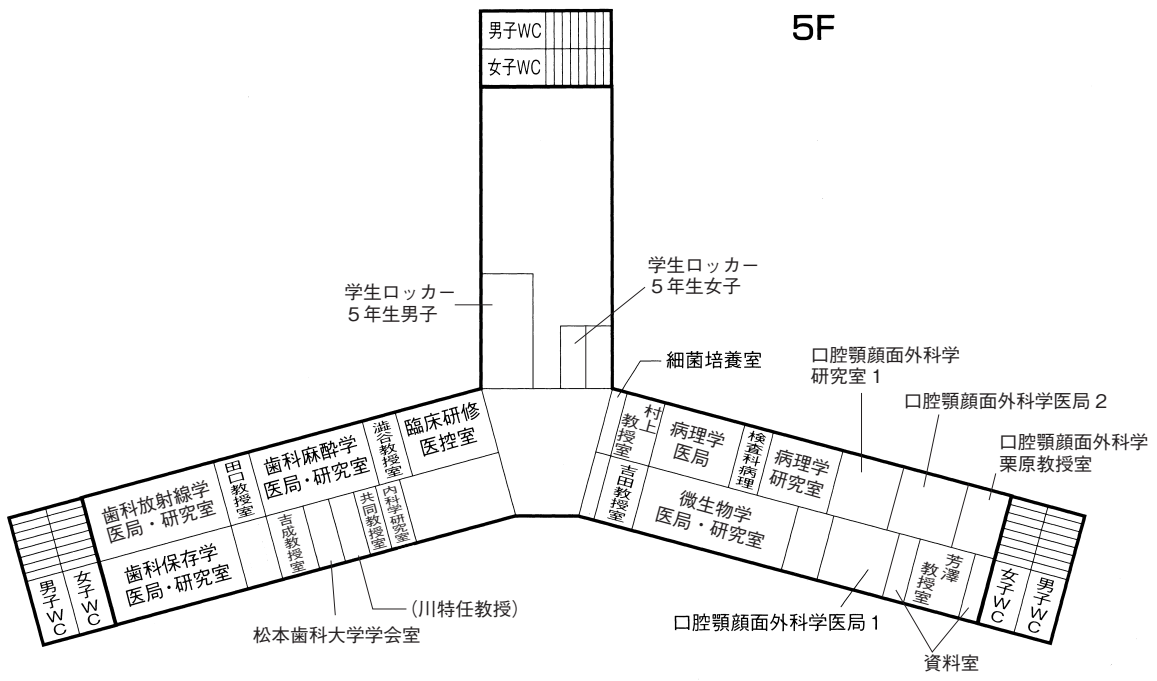 5F
男子WC
女子WC
学生ロッカー
5年生男子
学生ロッカー
5年生女子
細菌培養室
口腔顎顔面外科学
研究室1
口腔顎顔面外科学医局2
口腔顎顔面外科学
栗原教授室
歯科放射線学
医局・研究室
田口教授室
歯科麻酔学
医局・研究室
澁谷教授室
臨床研修
医控室
村上
教授室
病理学
医局
検査科病理
病理学
研究室
男子WC
女子WC
歯科保存学
医局・研究室
吉成教授室
共同教授室
内科学研究室
吉田教授室
微生物学
医局・研究室
芳澤
教授室
女子WC
男子WC
(川特任教授)
松本歯科大学学会室
口腔顎顔面外科学医局1
資料室